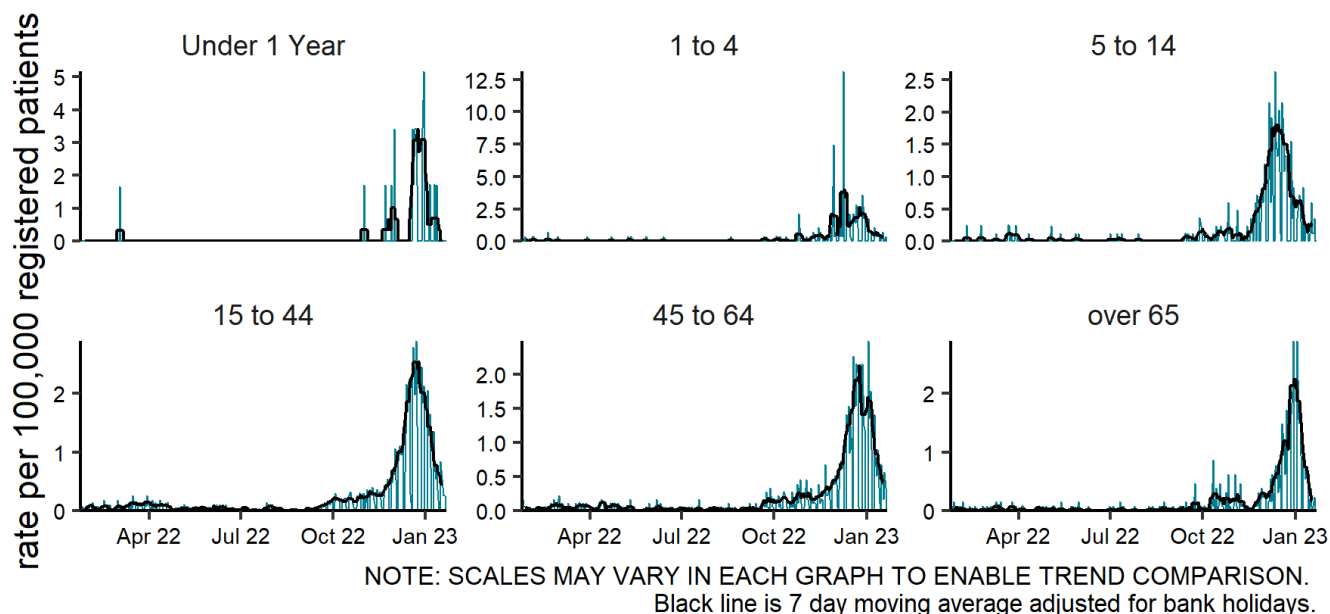 rate per 100,000 registered patients
Under 1 Year
5
4
3
2
1
0
1 to 4
12.5
10.0
7.5
5.0
2.5
0.0
5 to 14
2.5
2.0
1.5
1.0
0.5
0.0
15 to 44
2
1
0
Apr 22 Jul 22 Oct 22 Jan 23
45 to 64
2.0
1.5
1.0
0.5
0.0
Apr 22 Jul 22 Oct 22 Jan 23
over 65
2
1
0
Apr 22 Jul 22 Oct 22 Jan 23
NOTE: SCALES MAY VARY IN EACH GRAPH TO ENABLE TREND COMPARISON.
Black line is 7 day moving average adjusted for bank holidays.